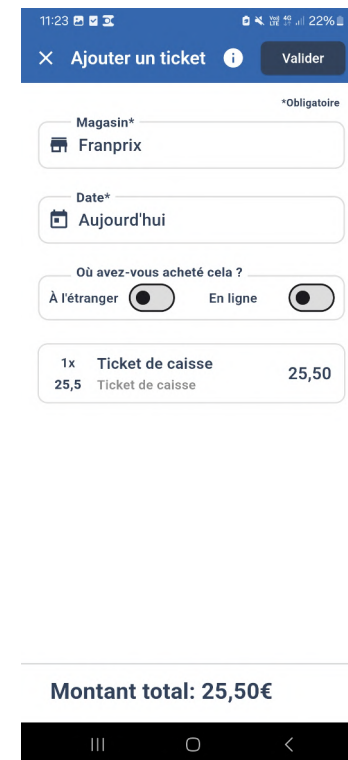 11:23 22%
Ajouter un ticket Valider
*Obligatoire
Magasin*
Franprix
Date*
Aujourd'hui
Où avez-vous acheté cela ?
À l'étranger En ligne
1x Ticket de caisse 25,50
25,5 Ticket de caisse
Montant total: 25,50€